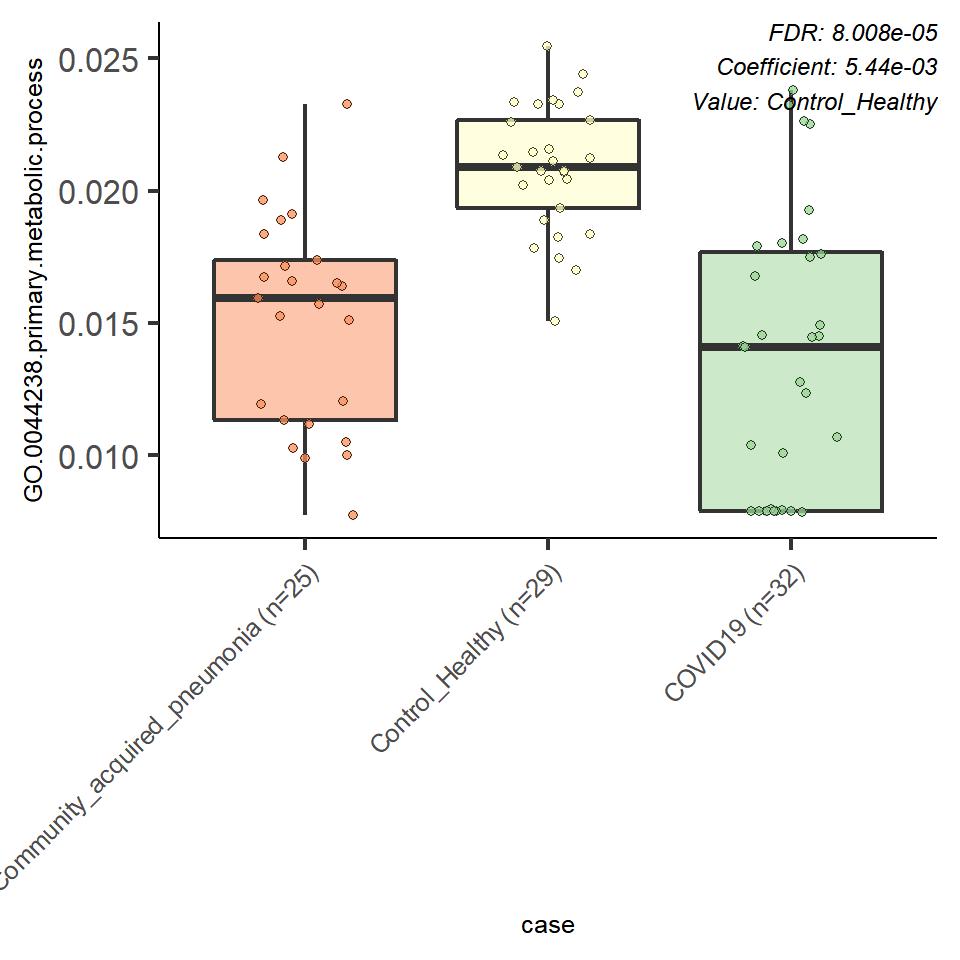 FDR: 8.008e-05
Coefficient: 5.44e-03
Value: Control_Healthy
GO.0044238.primary.metabolic.process
0.025
0.020
0.015
0.010
Community_acquired_pneumonia (n=25)
Control_Healthy (n=29)
COVID19 (n=32)
case